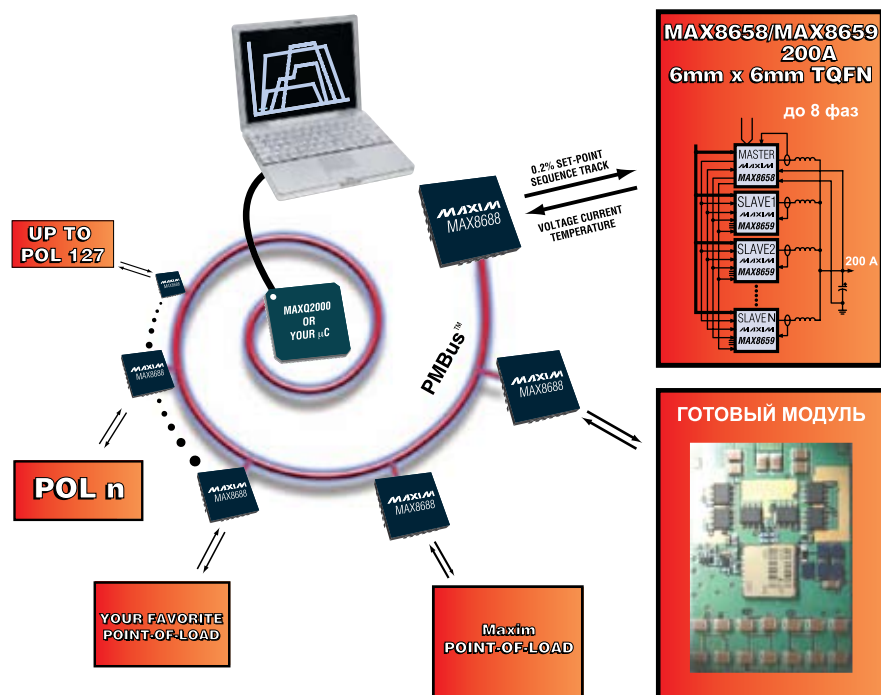 MAX8658/MAX8659
200A
6mm x 6mm TQFN
до 8 фаз
MASTER
MAXIM
MAX8658
SLAVE1
MAXIM
MAX8659
SLAVE2
MAXIM
MAX8659
SLAVE N
MAXIM
MAX8659
200 A
0.2% SET-POINT
SEQUENCE TRACK
VOLTAGE CURRENT
TEMPERATURE
MAXIM
MAX8688
UP TO
POL 127
MAXIM
MAX8688
MAXQ2000
OR
YOUR µC
PMBus™
MAXIM
MAX8688
MAXIM
MAX8688
ГОТОВЫЙ МОДУЛЬ
POL n
MAXIM
MAX8688
MAXIM
MAX8688
YOUR FAVORITE
POINT-OF-LOAD
Maxim
POINT-OF-LOAD